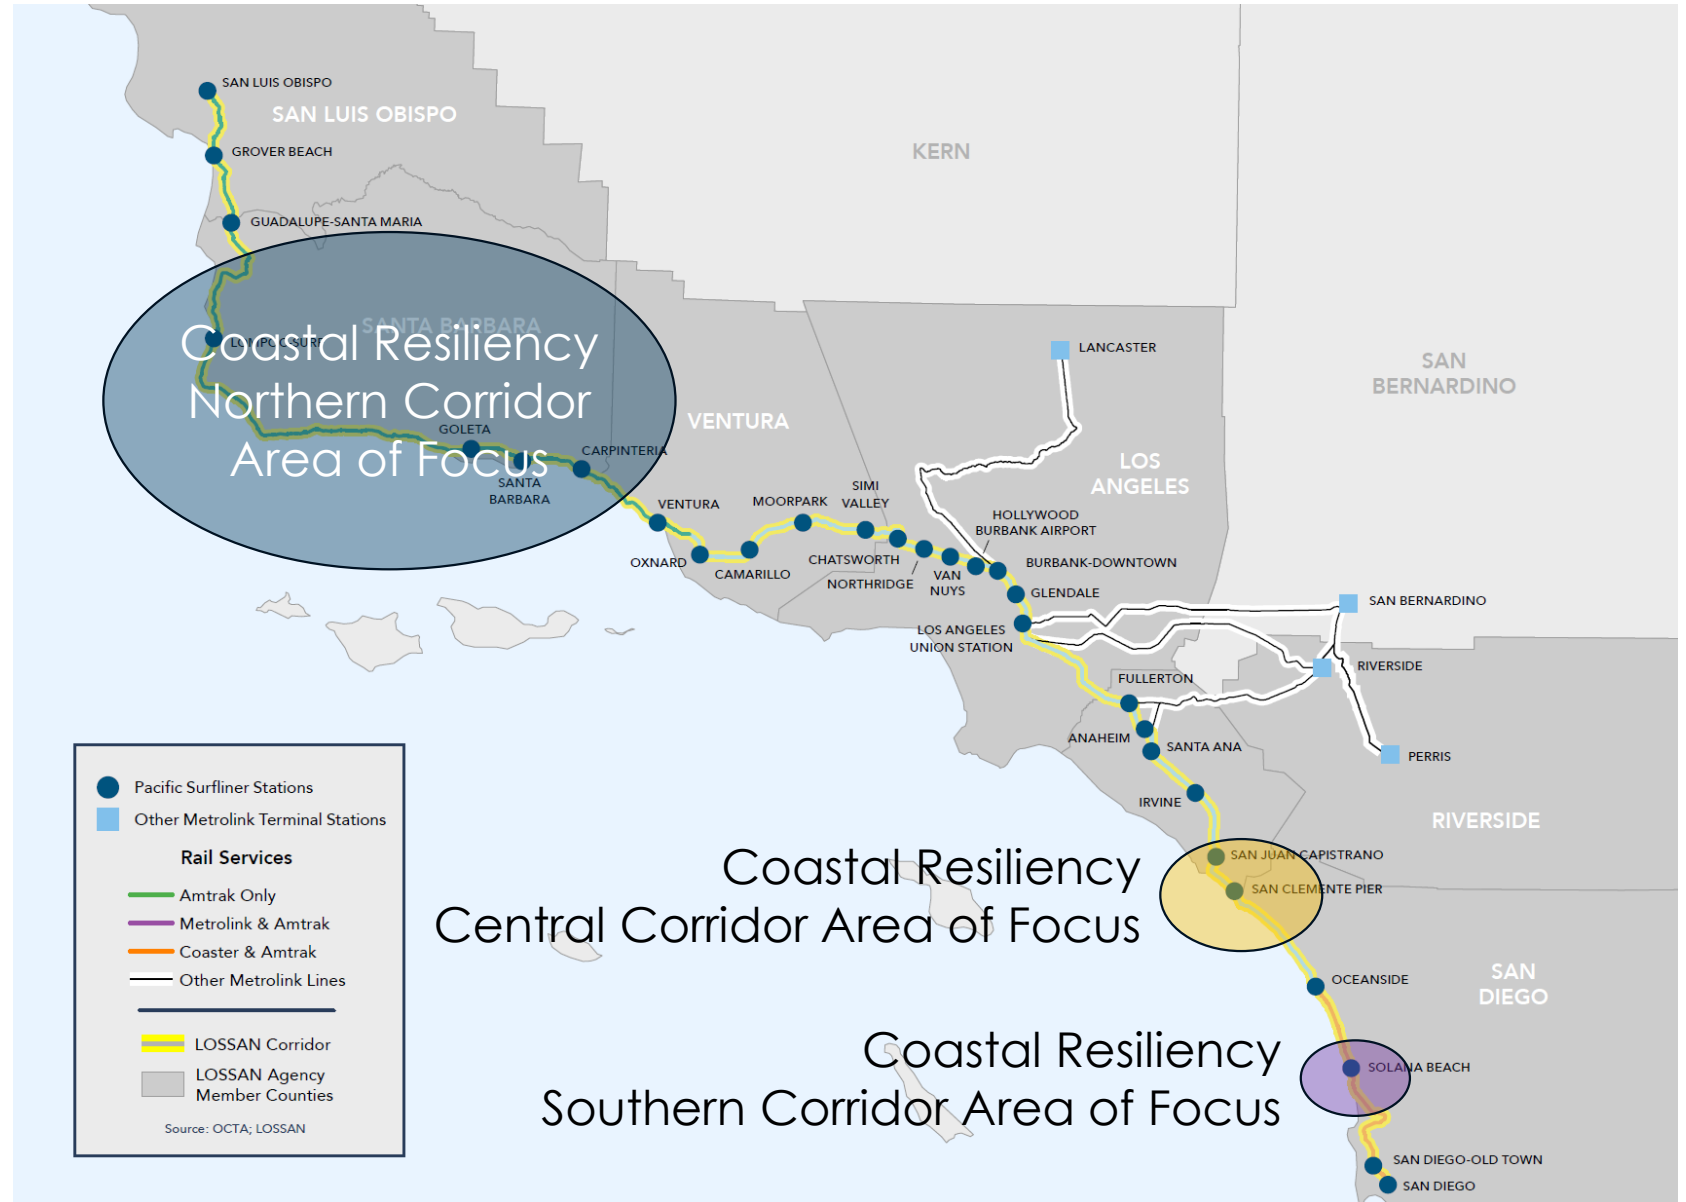 SAN LUIS OBISPO
SAN LUIS OBISPO
GROVER BEACH
KERN
GUADALUPE-SANTA MARIA
SANTA BARBARA
LOMPOC-SURF
Coastal Resiliency
Northern Corridor
Area of Focus
GOLETA
SANTA
BARBARA
CARPINTERIA
VENTURA
VENTURA
OXNARD
CAMARILLO
MOORPARK
SIMI
VALLEY
CHATSWORTH
NORTHRIDGE
VAN
NUYS
HOLLYWOOD
BURBANK AIRPORT
BURBANK-DOWNTOWN
GLENDALE
LANCASTER
LOS
ANGELES
SAN
BERNARDINO
LOS ANGELES
UNION STATION
SAN BERNARDINO
RIVERSIDE
PERRIS
RIVERSIDE
FULLERTON
ANAHEIM
SANTA ANA
IRVINE
SAN JUAN CAPISTRANO
SAN CLEMENTE PIER
Coastal Resiliency
Central Corridor Area of Focus
OCEANSIDE
SAN
DIEGO
Coastal Resiliency
Southern Corridor Area of Focus
SOLANA BEACH
SAN DIEGO-OLD TOWN
SAN DIEGO
Pacific Surfliner Stations
Other Metrolink Terminal Stations
Rail Services
Amtrak Only
Metrolink & Amtrak
Coaster & Amtrak
Other Metrolink Lines
LOSSAN Corridor
LOSSAN Agency
Member Counties
Source: OCTA; LOSSAN